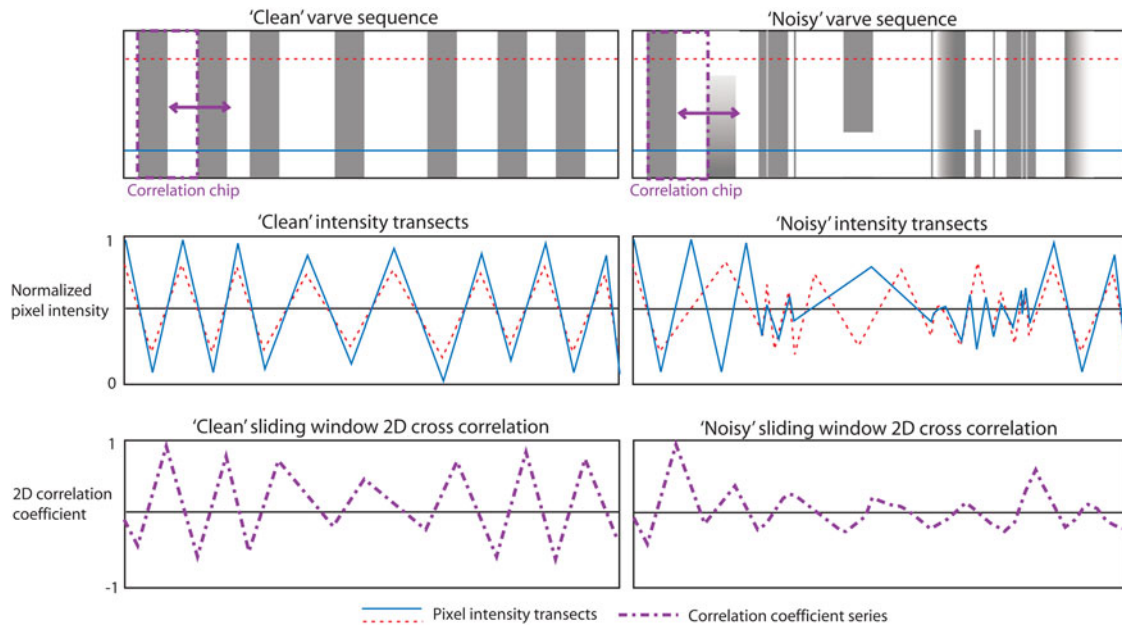 'Clean' varve sequence
'Noisy' varve sequence
Correlation chip
Correlation chip
'Clean' intensity transects
'Noisy' intensity transects
1
Normalized
pixel intensity
0
'Clean' sliding window 2D cross correlation
'Noisy' sliding window 2D cross correlation
1
2D correlation
coefficient
-1
Pixel intensity transects
Correlation coefficient series